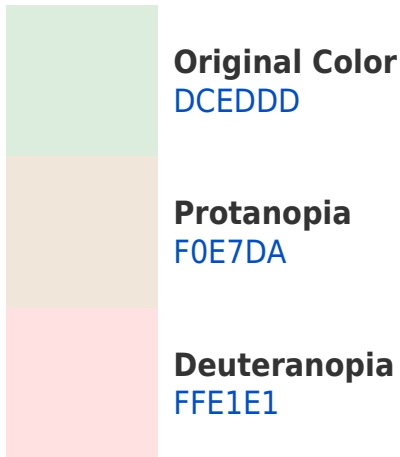 Original Color
DCEDDD
Protanopia
F0E7DA
Deuteranopia
FFE1E1